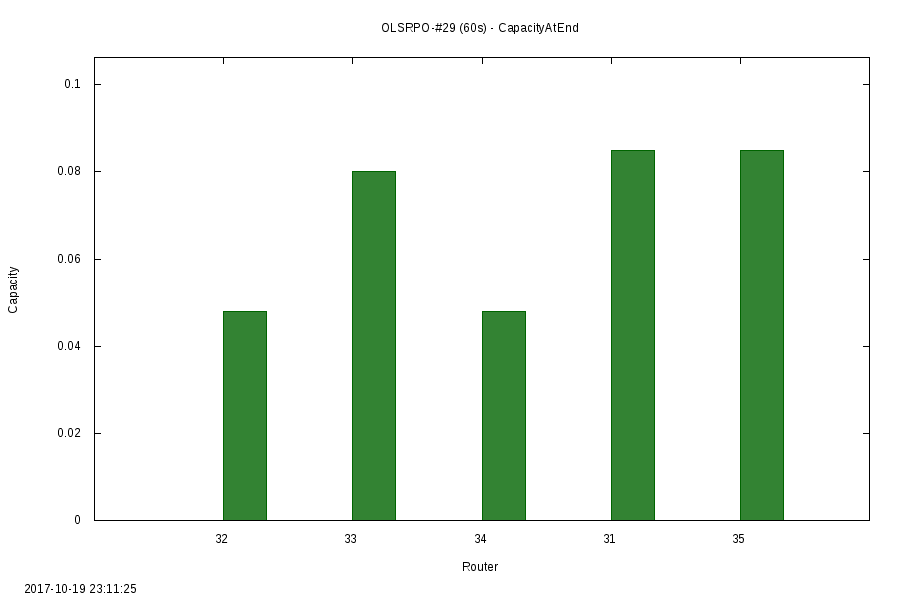 OLSRPO-#29 (60s) - CapacityAtEnd
0.1
0.08
0.06
0.04
0.02
0
Capacity
32 33 34 31 35
Router
2017-10-19 23:11:25